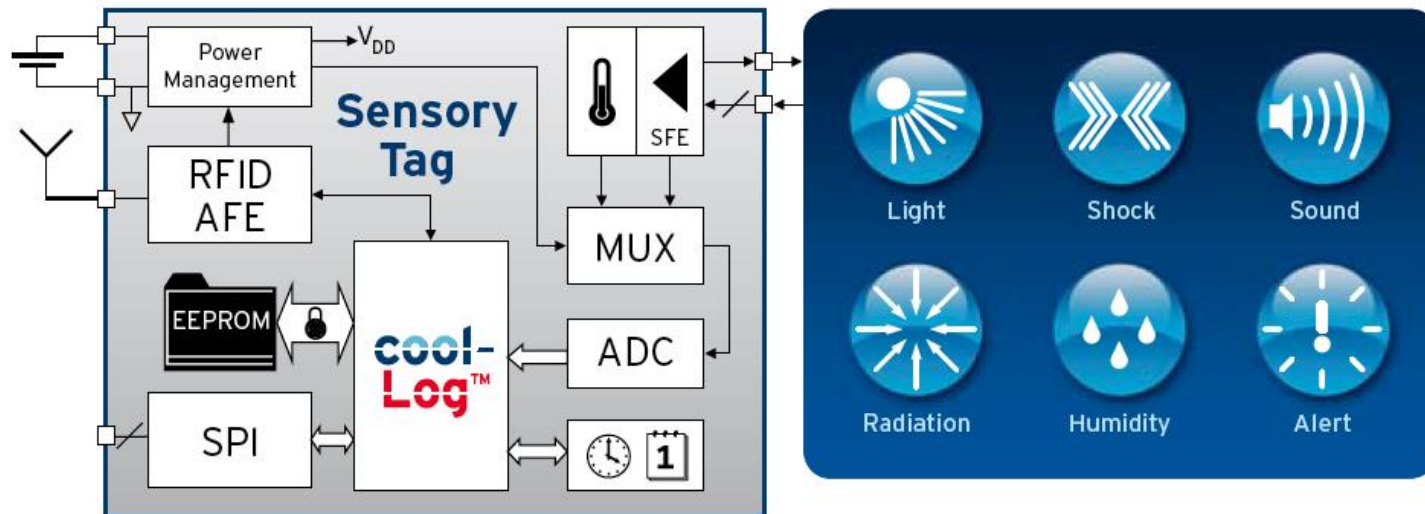 Power
Management
VDD
Sensory
Tag
SFE
RFID
AFE
MUX
EEPROM
cool-
Log™
ADC
SPI
1
Light
Shock
Sound
Radiation
Humidity
Alert